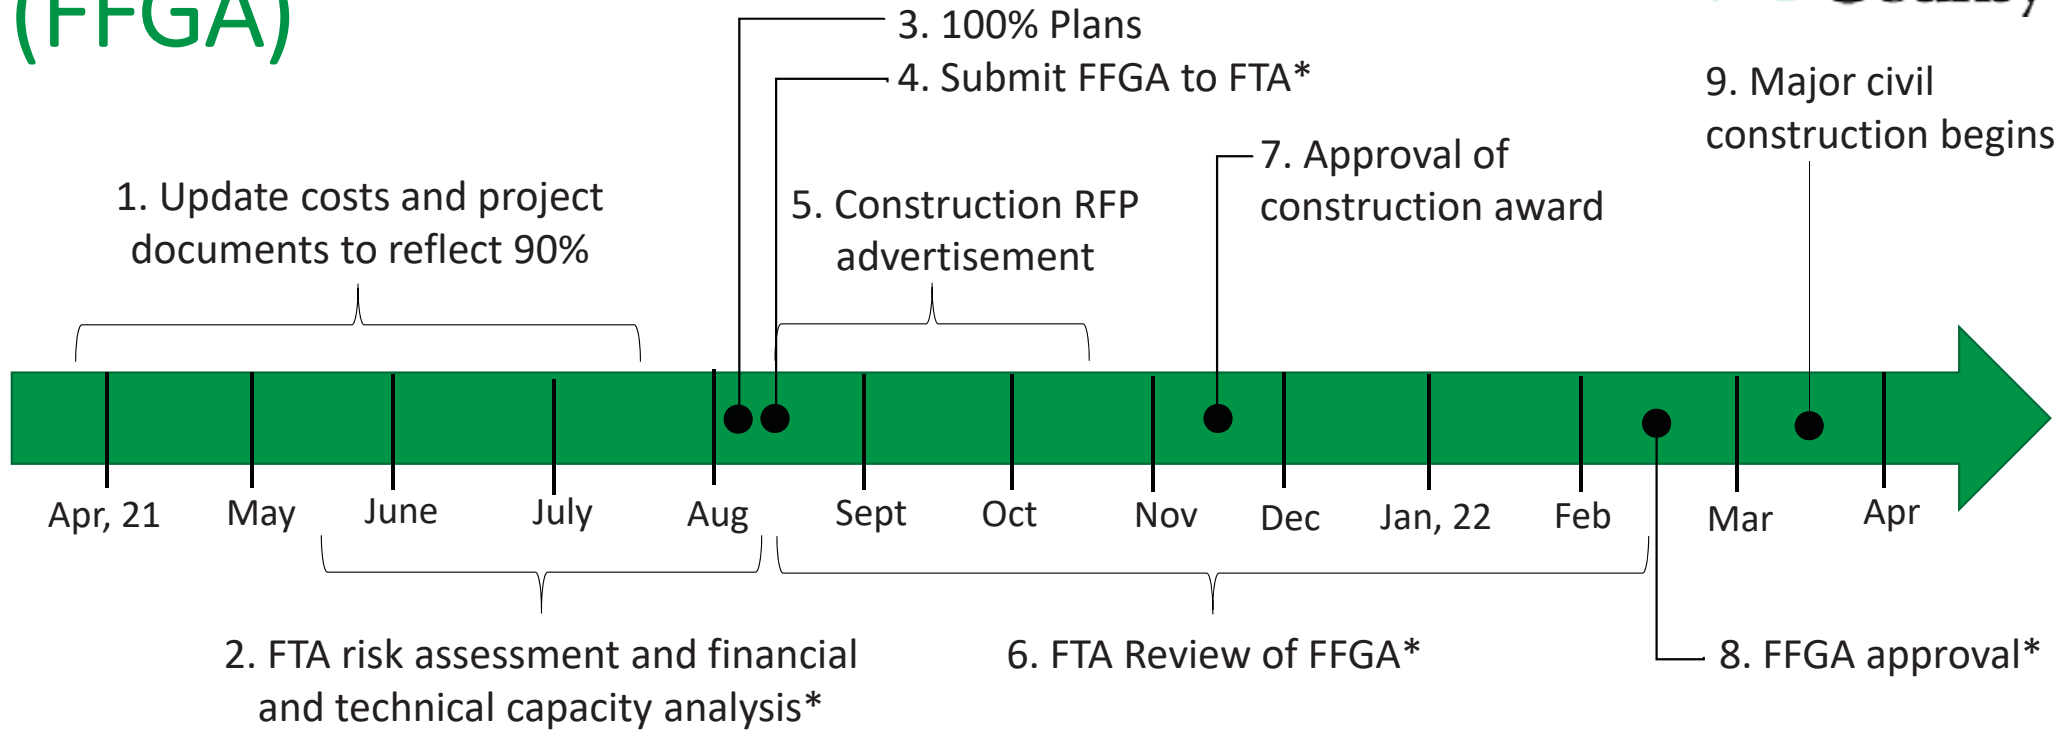 (FFGA)
3. 100% Plans
4. Submit FFGA to FTA*
9. Major civil
construction begins
7. Approval of
construction award
1. Update costs and project
documents to reflect 90%
5. Construction RFP
advertisement
Apr, 21
May
June
July
Aug
Sept
Oct
Nov
Dec
Jan, 22
Feb
Mar
Apr
2. FTA risk assessment and financial
and technical capacity analysis*
6. FTA Review of FFGA*
8. FFGA approval*